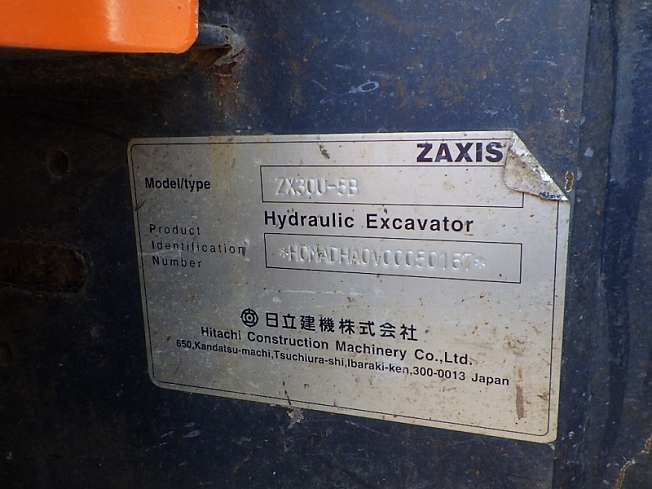 ZAXIS
Model/type ZX30U-5B
Hydraulic Excavator
Product
Identification
Number
*HCMADHA0V00050187*
日立建機株式会社
Hitachi Construction Machinery Co.,Ltd.
650,Kandatsu-machi,Tsuchiura-shi,Ibaraki-ken,300-0013 Japan